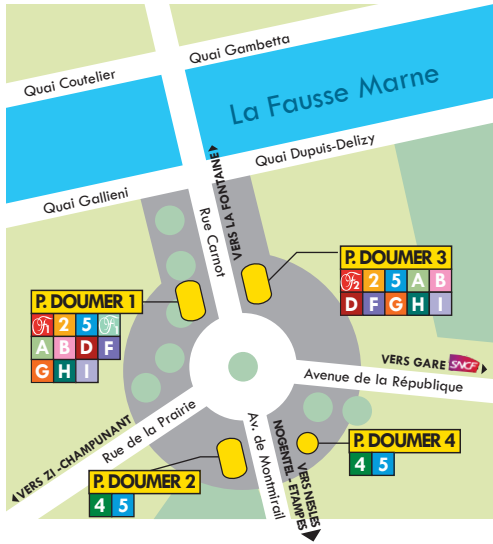 Quai Gambetta
Quai Coutelier
La Fausse Marne
Quai Dupuis-Delizy
Quai Gallieni
VERS LA FONTAINE
Rue Carnot
P. DOUMER 3
F2 2 5 A B
D F G H I
P. DOUMER 1
F1 2 5 F1
A B D F
G H I
VERS GARE SNCF
Avenue de la République
VERS ZI -CHAMPUNANT
Rue de la Prairie
Av. de Montmirail
VERS NESLES
NOGENTEL - ETAMPES
P. DOUMER 4
4 5
P. DOUMER 2
4 5